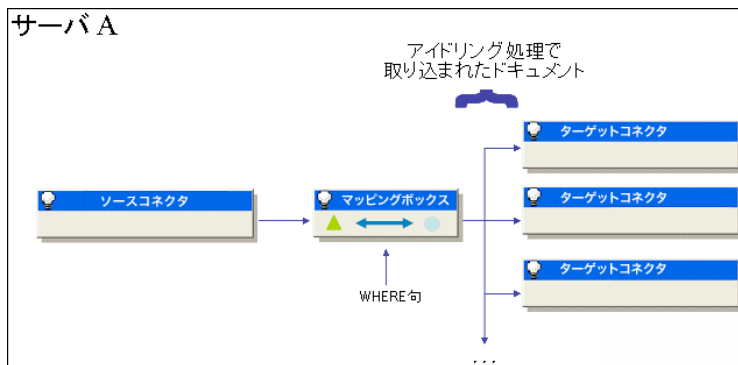 サーバ A
アイドリング処理で
取り込まれたドキュメント
ターゲットコネクタ
ソースコネクタ
マッピングボックス
ターゲットコネクタ
ターゲットコネクタ
WHERE句
...